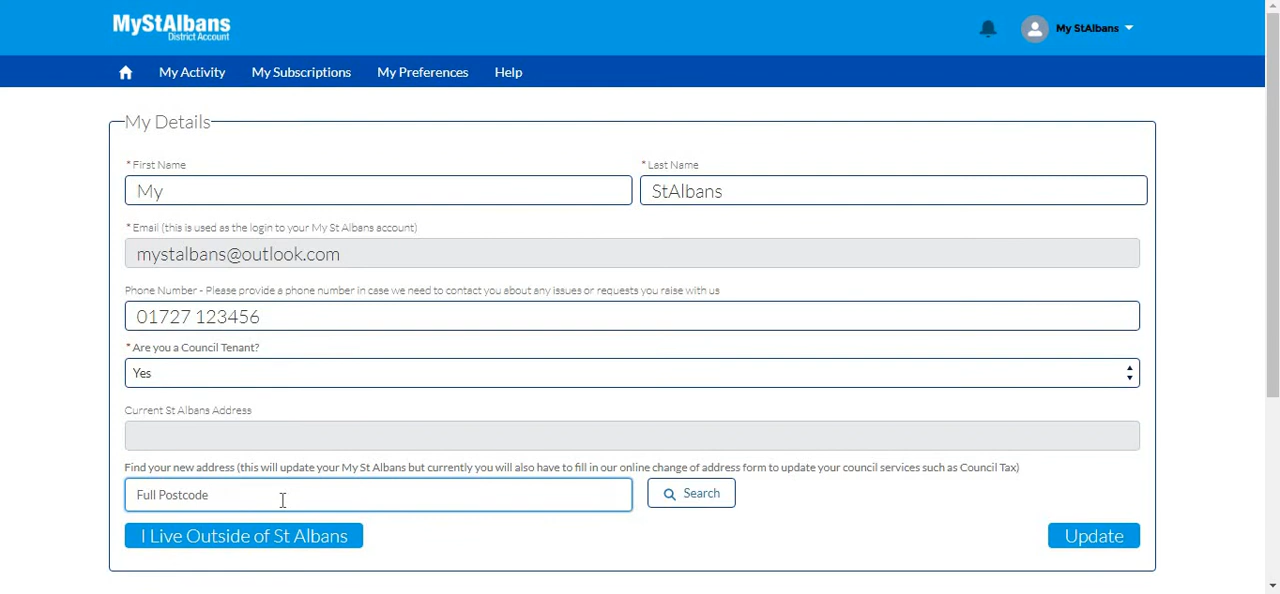 MyStAlbans
District Account
My StAlbans
My Activity
My Subscriptions
My Preferences
Help
My Details
* First Name
* Last Name
My
StAlbans
* Email (this is used as the login to your My St Albans account)
mystalbans@outlook.com
Phone Number - Please provide a phone number in case we need to contact you about any issues or requests you raise with us
01727 123456
* Are you a Council Tenant?
Yes
Current St Albans Address
Find your new address (this will update your My St Albans but currently you will also have to fill in our online change of address form to update your council services such as Council Tax)
Full Postcode
Search
I Live Outside of St Albans
Update